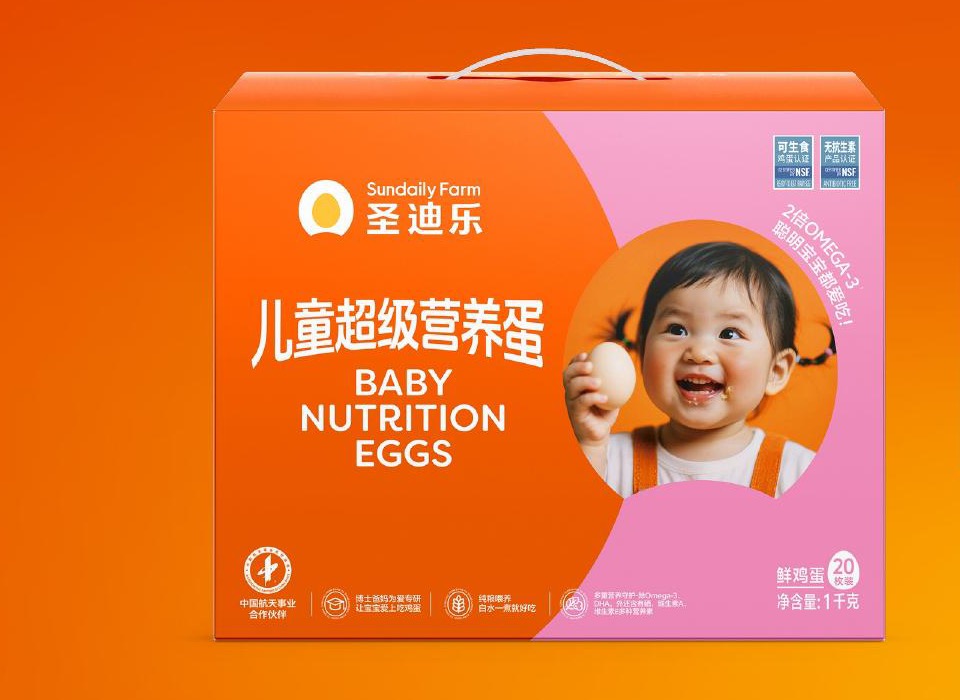 Sundaily Farm
圣迪乐
儿童超级营养蛋
BABY
NUTRITION
EGGS
可生食
鸡蛋认证
NSF
无抗生素
产品认证
NSF
ANTIBIOTIC FREE
2倍OMEGA-3
聪明宝宝都爱吃!
中国航天事业
合作伙伴
博士爸妈为爱专研
让宝宝爱上吃鸡蛋
纯粮喂养
白水一煮就好吃
鲜鸡蛋
20
枚装
净含量:1千克